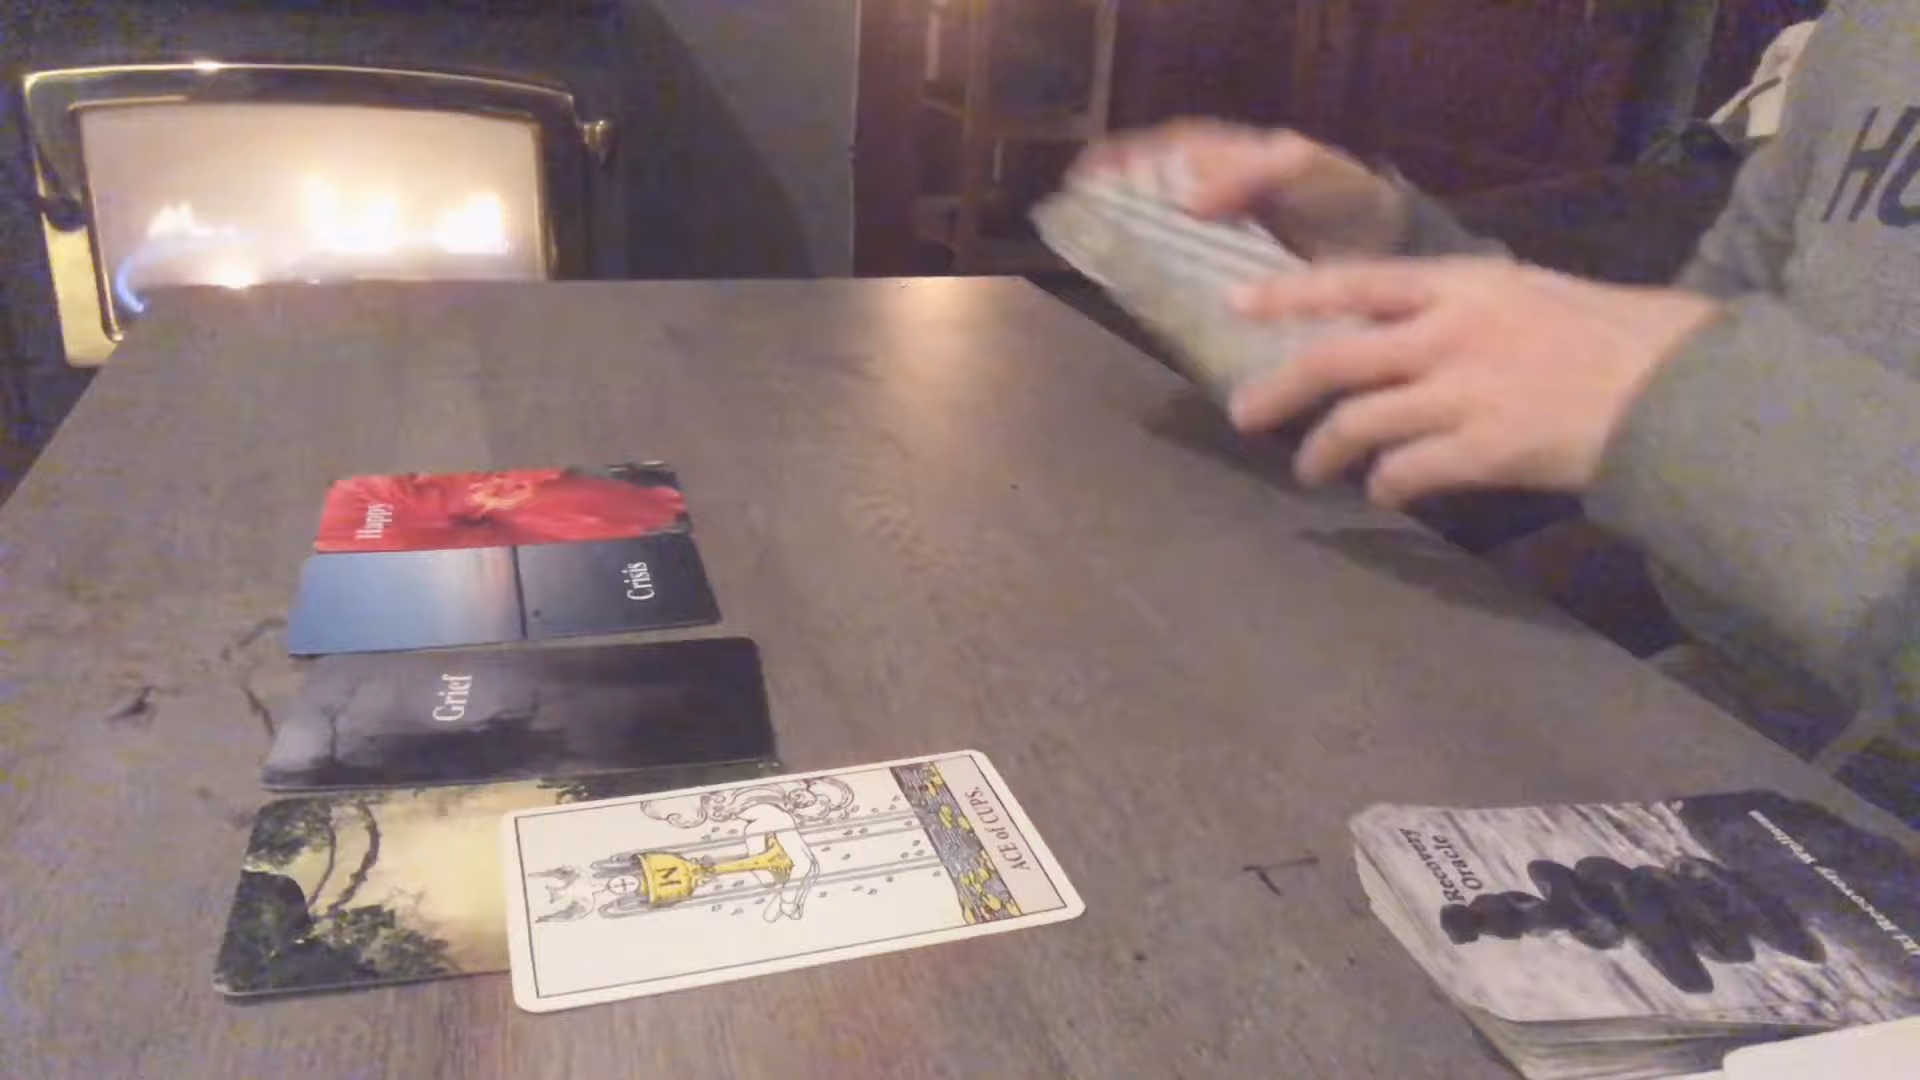 Happy
Crisis
Grief
ACE of CUPS.
Recovery
Oracle